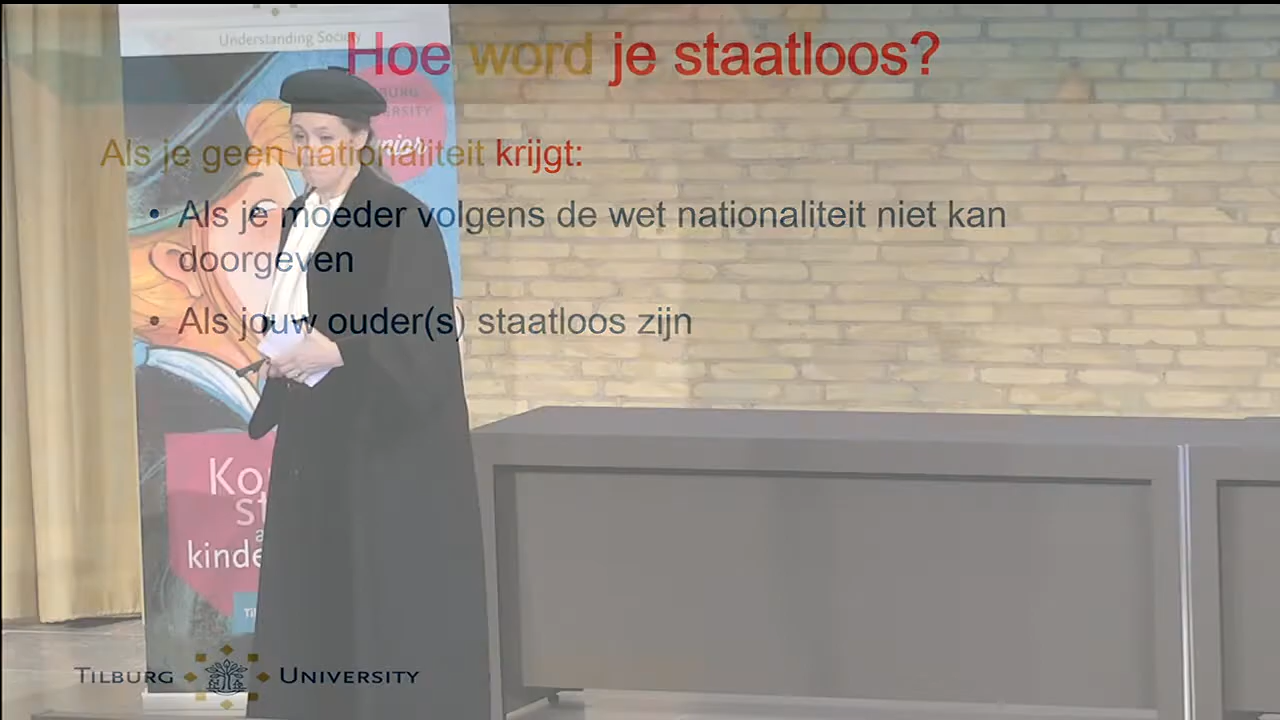 Understanding Society
Hoe word je staatloos?
Als je geen nationaliteit krijgt:
• Als je moeder volgens de wet nationaliteit niet kan
doorgeven
• Als jouw ouder(s) staatloos zijn
kinde
TILBURG UNIVERSITY